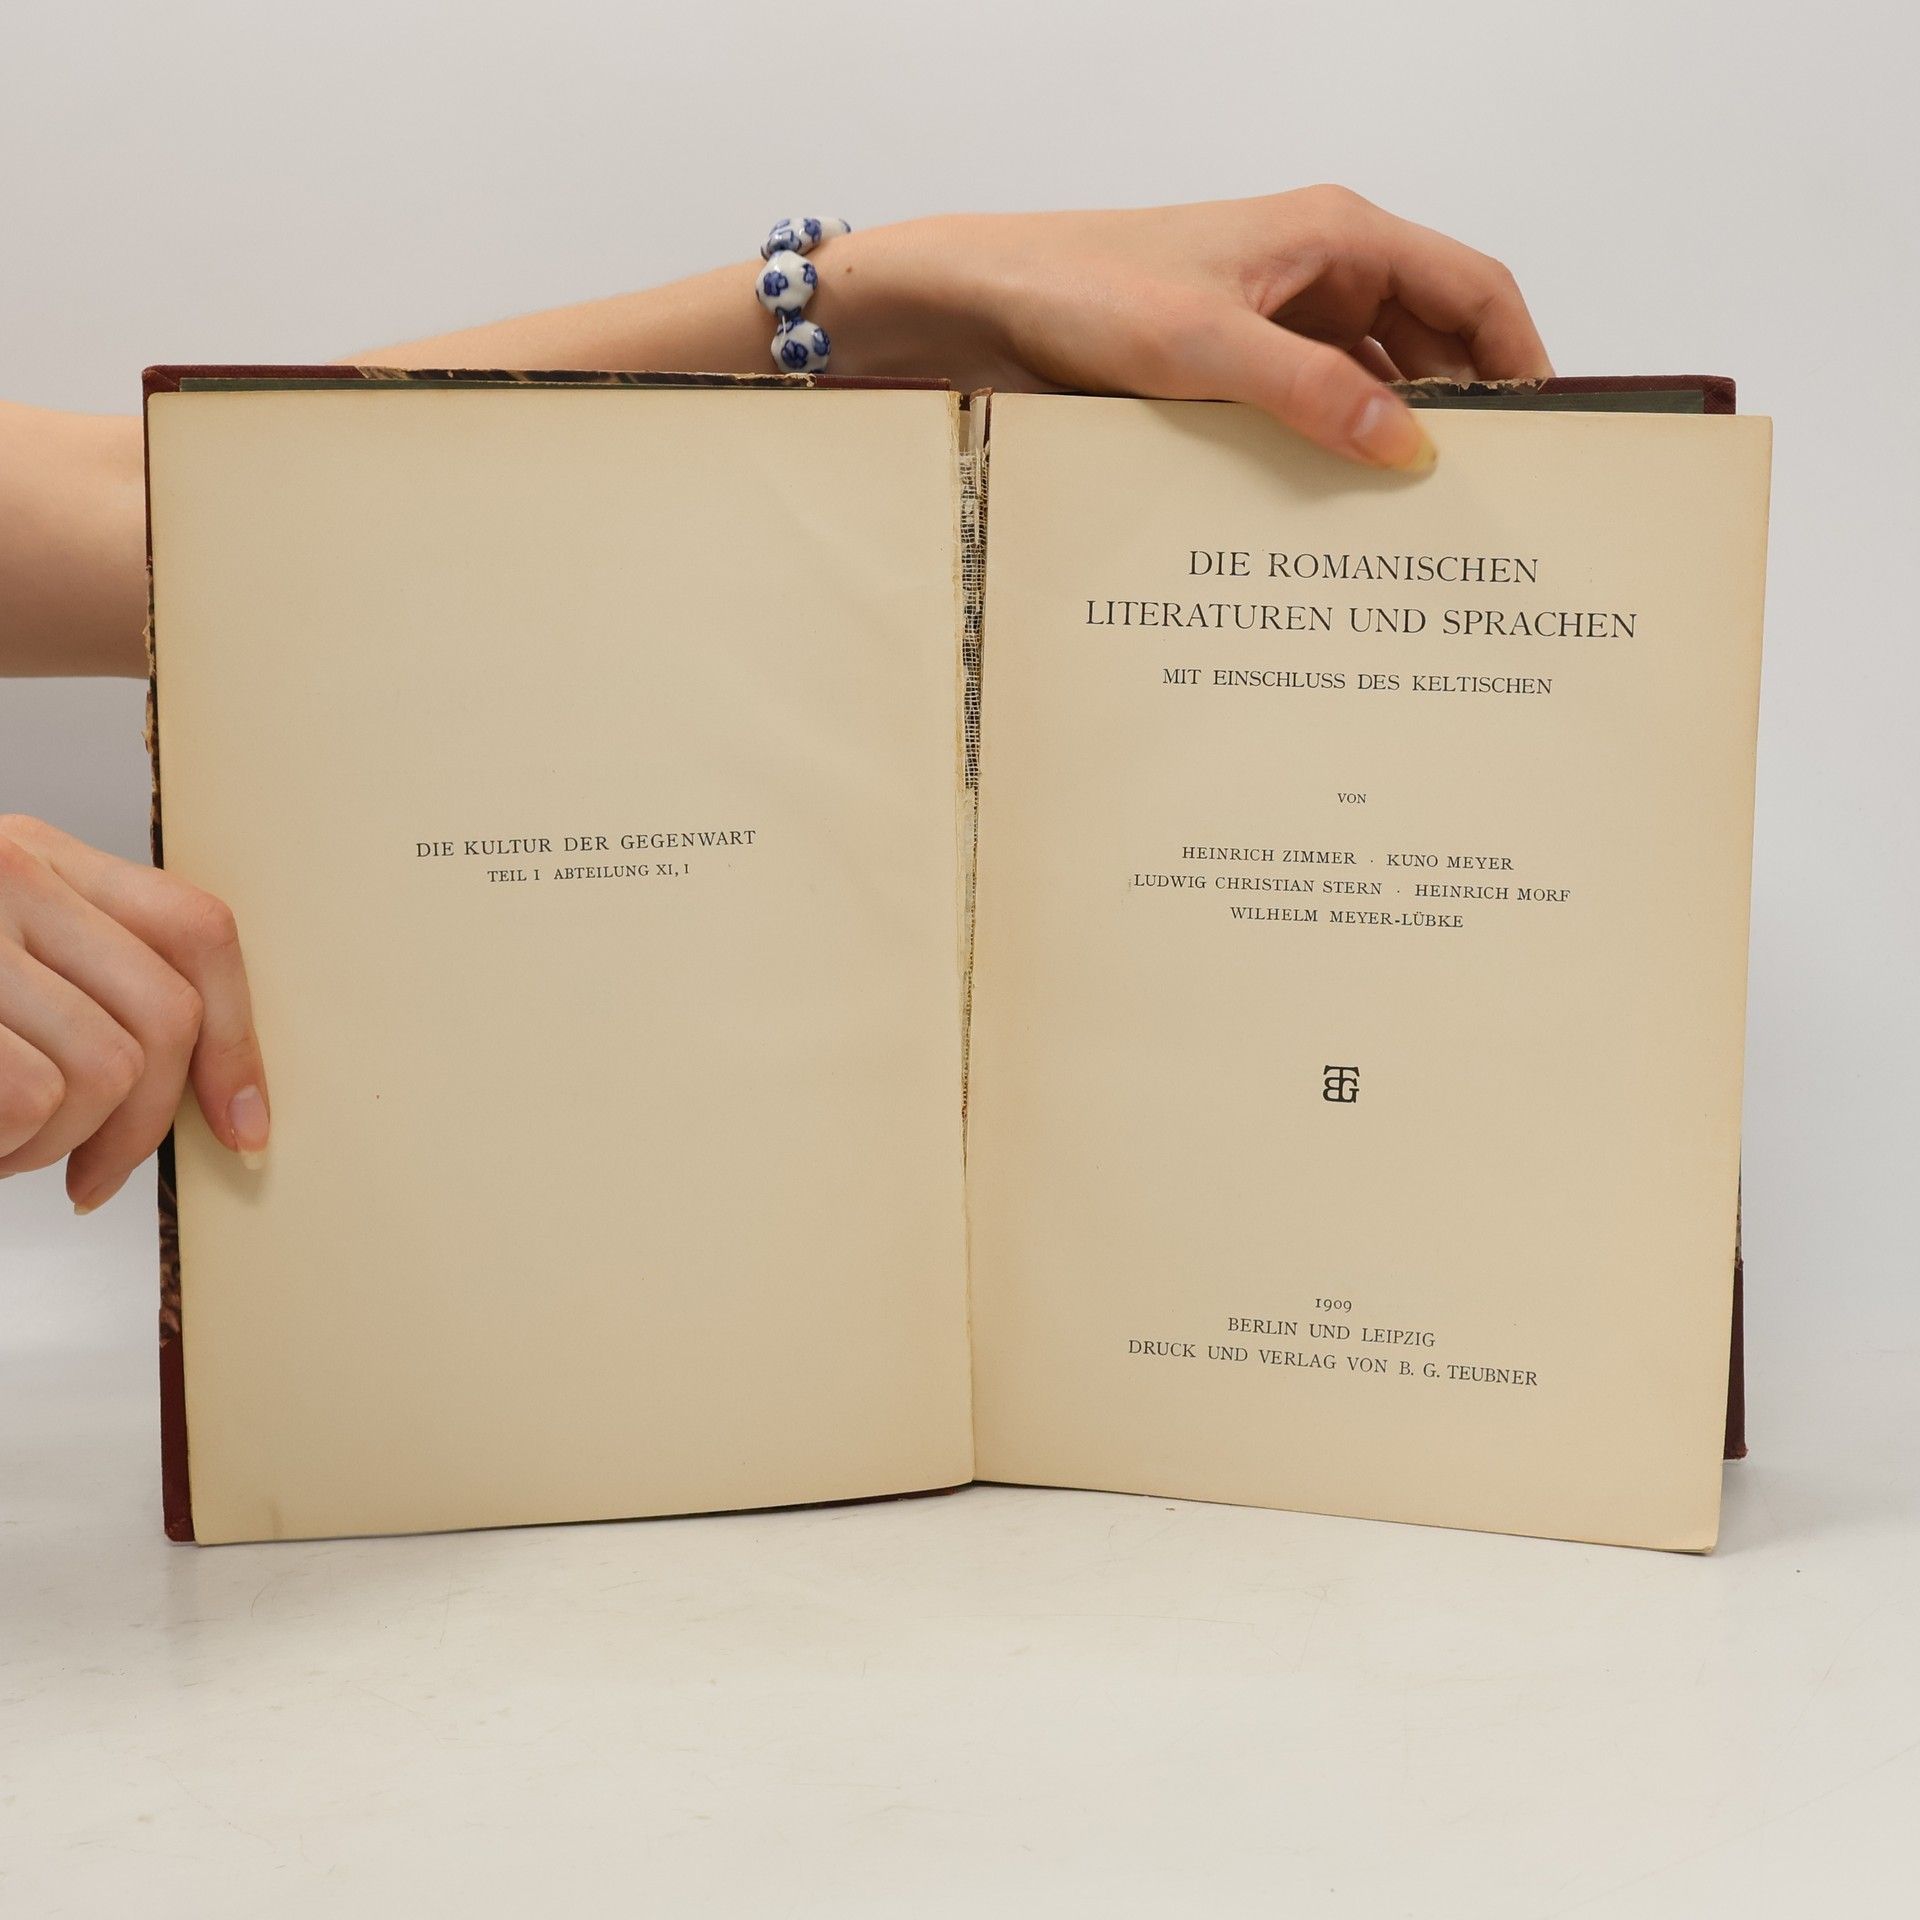 DIE KULTUR DER GEGENWART
TEIL I ABTEILUNG XI, I
DIE ROMANISCHEN
LITERATUREN UND SPRACHEN
MIT EINSCHLUSS DES KELTISCHEN
VON
HEINRICH ZIMMER · KUNO MEYER
LUDWIG CHRISTIAN STERN · HEINRICH MORF
WILHELM MEYER-LÜBKE
BTG
1909
BERLIN UND LEIPZIG
DRUCK UND VERLAG VON B. G. TEUBNER